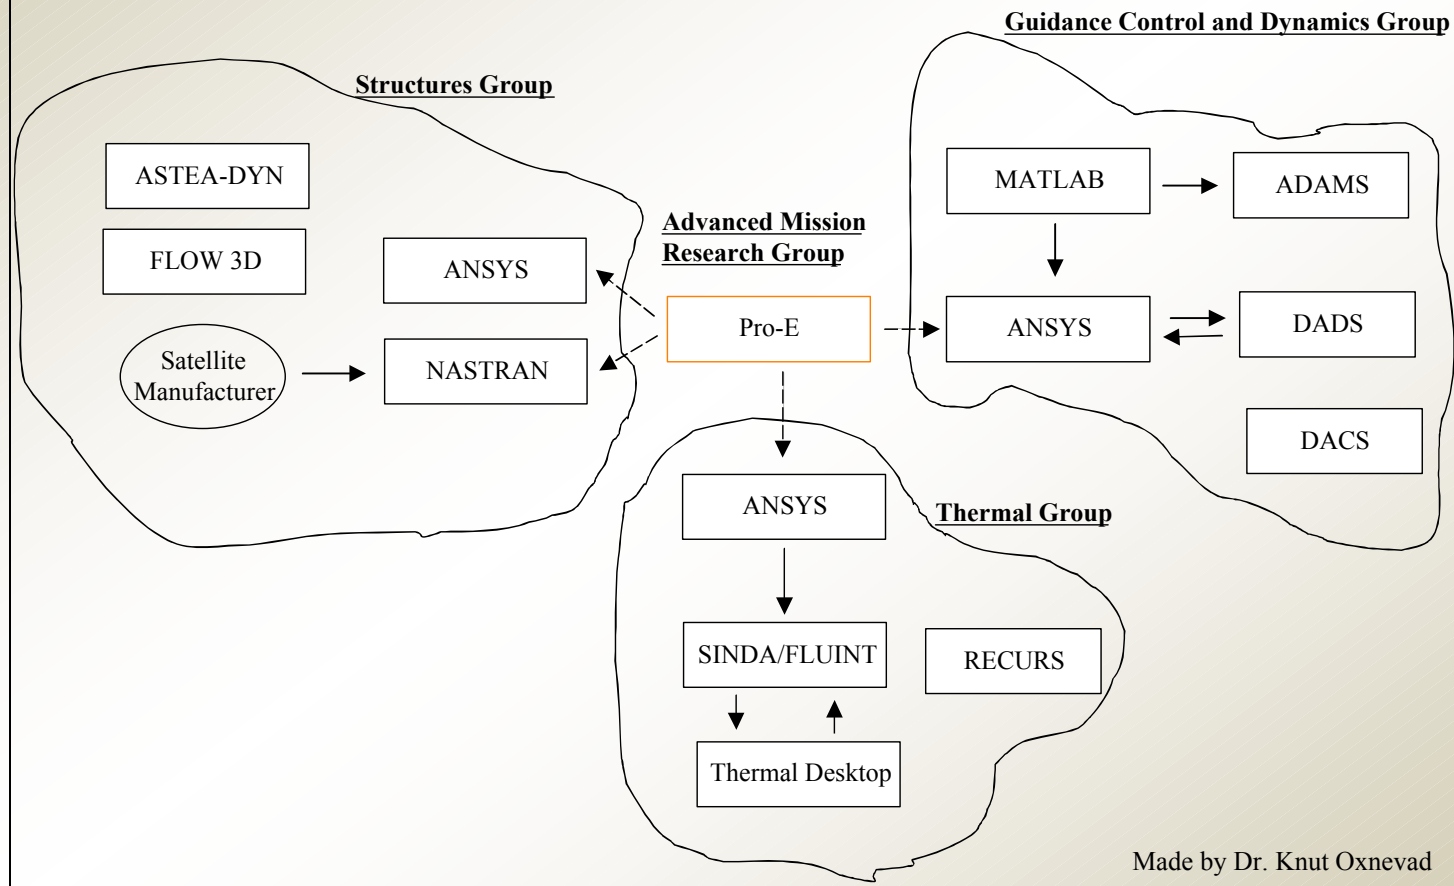 Guidance Control and Dynamics Group
Structures Group
ASTEA-DYN
FLOW 3D
ANSYS
Satellite
Manufacturer
NASTRAN
Advanced Mission
Research Group
Pro-E
MATLAB
ADAMS
ANSYS
DADS
DACS
Thermal Group
ANSYS
SINDA/FLUINT
RECURS
Thermal Desktop
Made by Dr. Knut Oxnevad